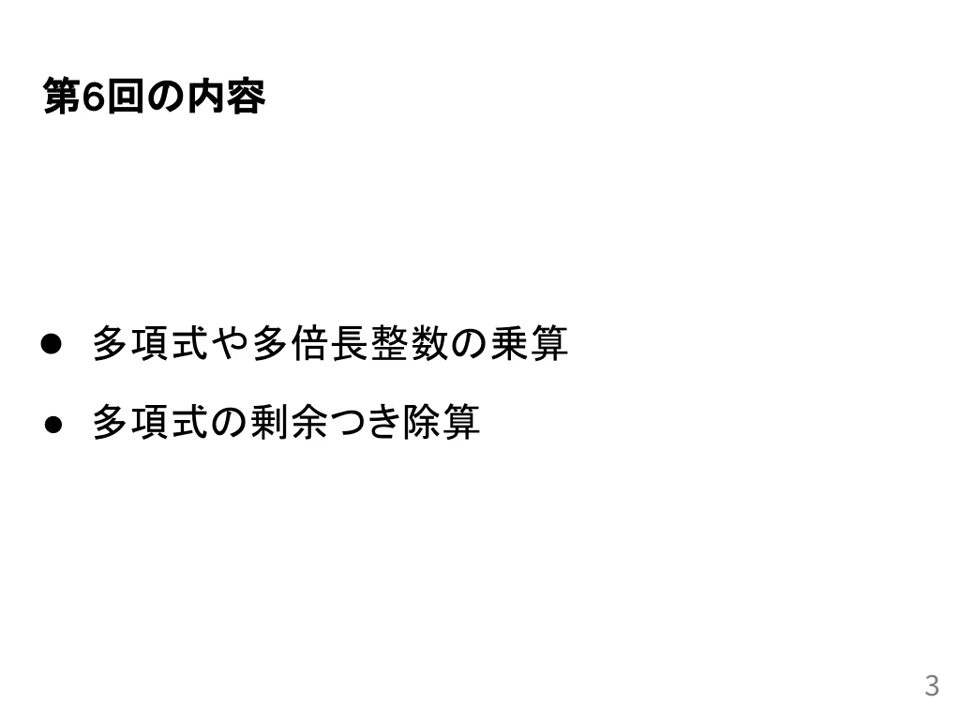 第6回の内容
● 多項式や多倍長整数の乗算
● 多項式の剰余つき除算
3